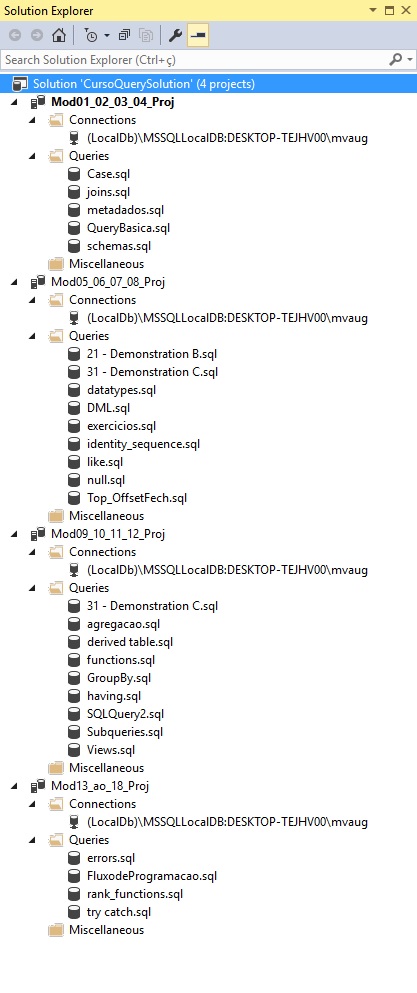 Solution Explorer
Search Solution Explorer (Ctrl+ç)
Solution 'CursoQuerySolution' (4 projects)
Mod01_02_03_04_Proj
Connections
(LocalDb)\MSSQLLocalDB:DESKTOP-TEJHV00\mvaug
Queries
Case.sql
joins.sql
metadados.sql
QueryBasica.sql
schemas.sql
Miscellaneous
Mod05_06_07_08_Proj
Connections
(LocalDb)\MSSQLLocalDB:DESKTOP-TEJHV00\mvaug
Queries
21 - Demonstration B.sql
31 - Demonstration C.sql
datatypes.sql
DML.sql
exercicios.sql
identity_sequence.sql
like.sql
null.sql
Top_OffsetFech.sql
Miscellaneous
Mod09_10_11_12_Proj
Connections
(LocalDb)\MSSQLLocalDB:DESKTOP-TEJHV00\mvaug
Queries
31 - Demonstration C.sql
agregacao.sql
derived table.sql
functions.sql
GroupBy.sql
having.sql
SQLQuery2.sql
Subqueries.sql
Views.sql
Miscellaneous
Mod13_ao_18_Proj
Connections
(LocalDb)\MSSQLLocalDB:DESKTOP-TEJHV00\mvaug
Queries
errors.sql
FluxodeProgramacao.sql
rank_functions.sql
try catch.sql
Miscellaneous